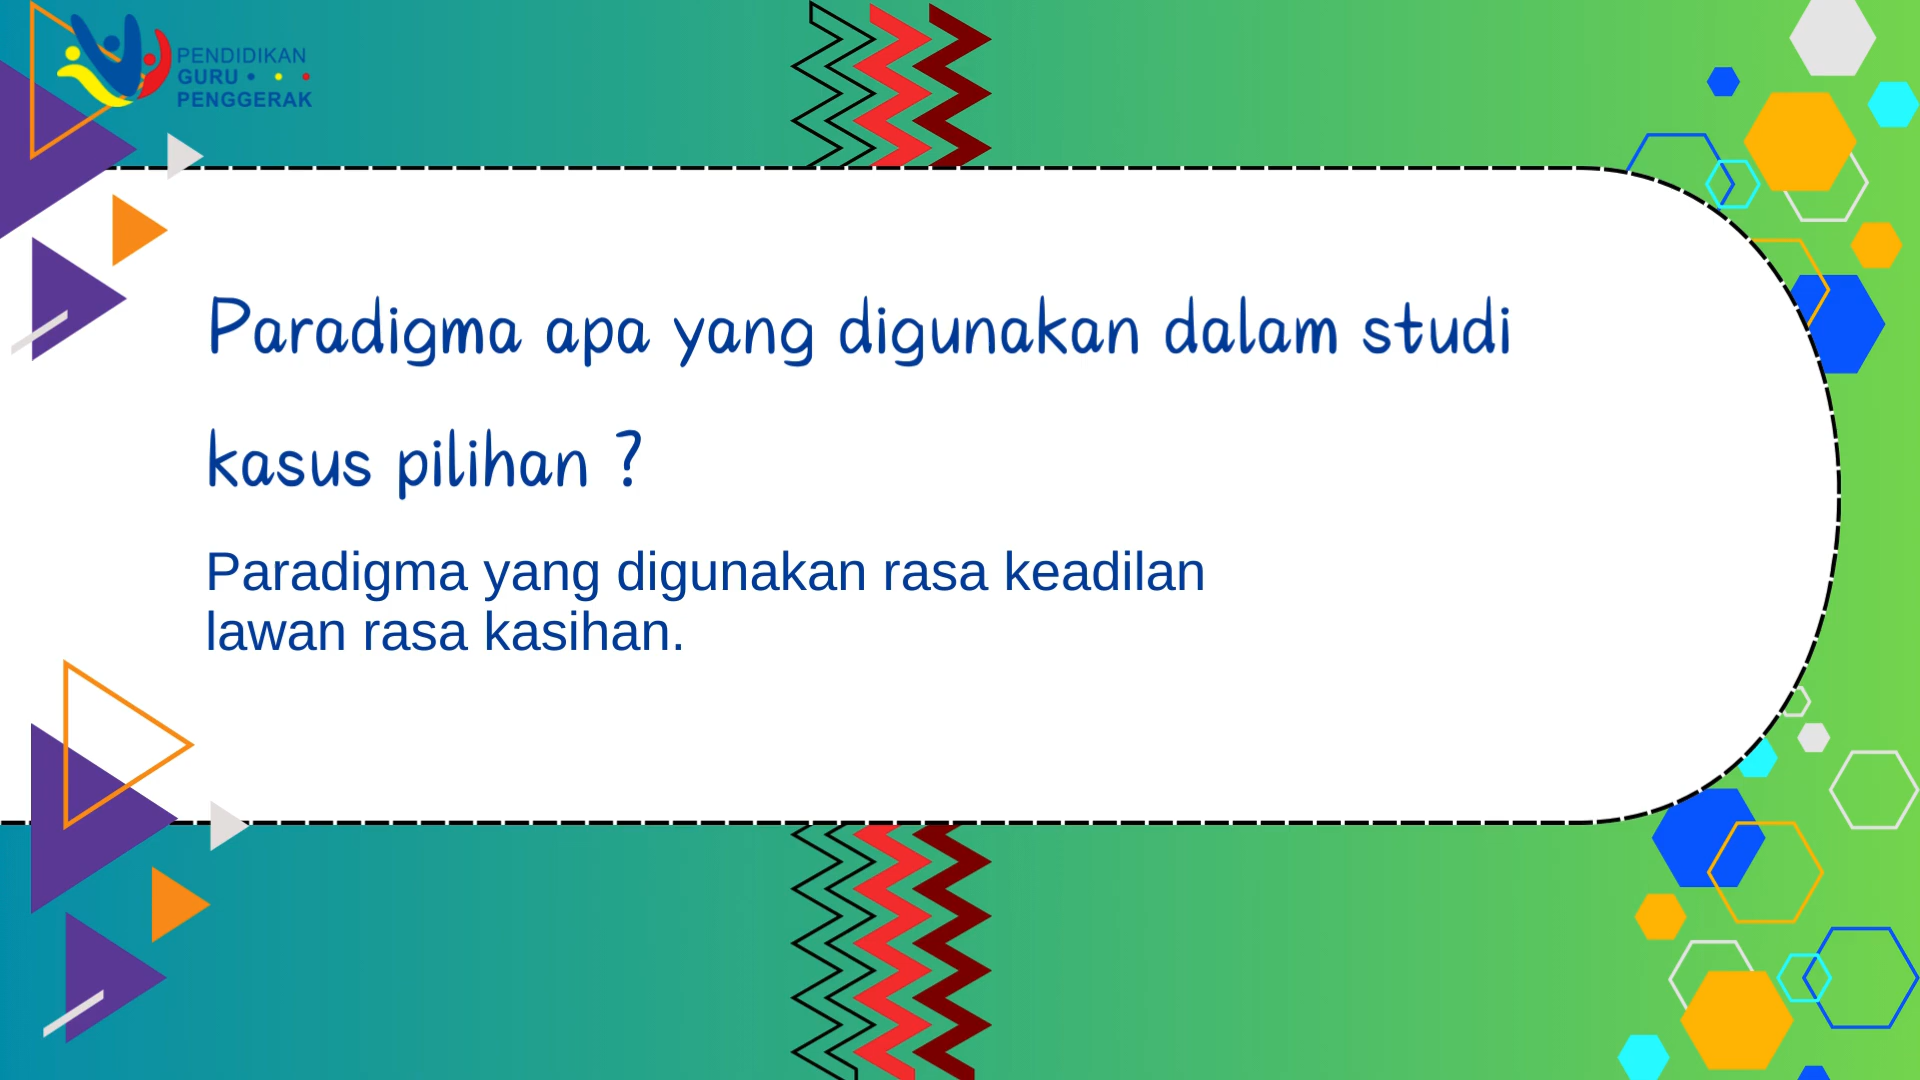 PENDIDIKAN
GURU
PENGGERAK
Paradigma apa yang digunakan dalam studi
kasus pilihan ?
Paradigma yang digunakan rasa keadilan
lawan rasa kasihan.